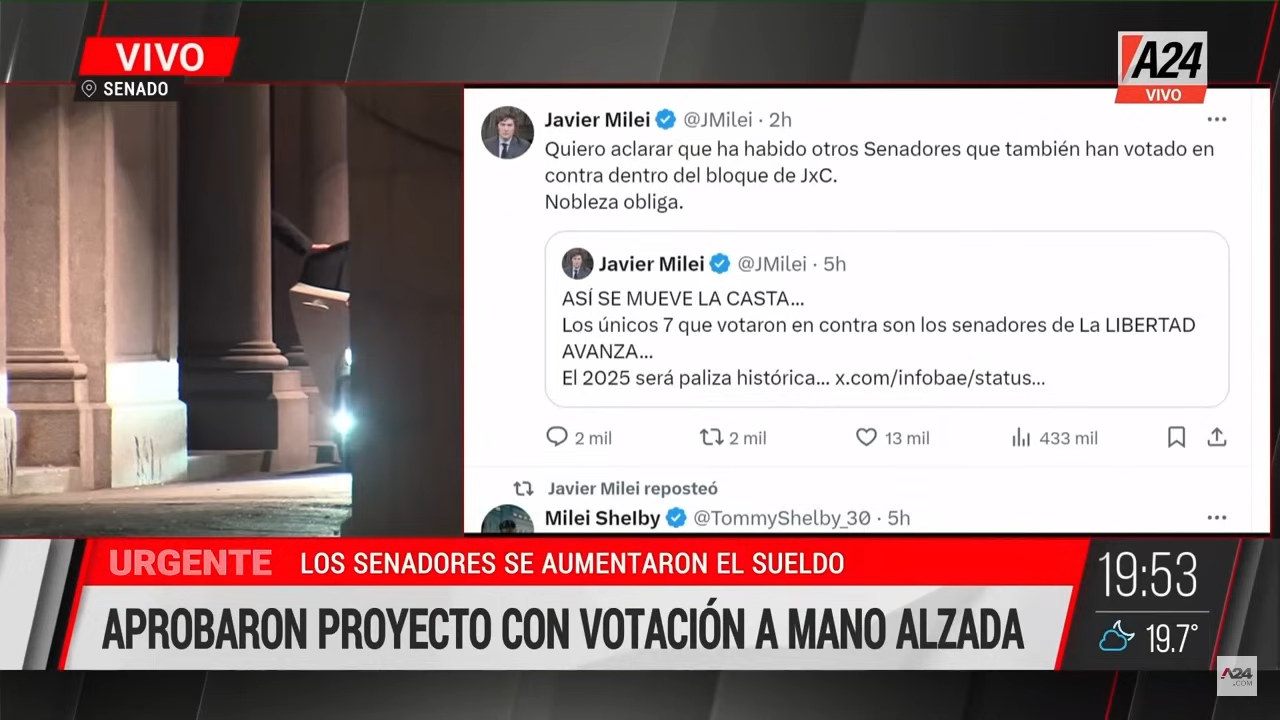 VIVO
SENADO
A24
VIVO
Javier Milei @JMilei · 2h
Quiero aclarar que ha habido otros Senadores que también han votado en
contra dentro del bloque de JxC.
Nobleza obliga.
Javier Milei @JMilei · 5h
ASÍ SE MUEVE LA CASTA...
Los únicos 7 que votaron en contra son los senadores de La LIBERTAD
AVANZA...
El 2025 será paliza histórica... x.com/infobae/status...
2 mil 2 mil 13 mil 433 mil
Javier Milei reposteó
Milei Shelby @TommyShelby_30 · 5h
URGENTE LOS SENADORES SE AUMENTARON EL SUELDO
APROBARON PROYECTO CON VOTACIÓN A MANO ALZADA
19:53
19.7°
A24
.COM